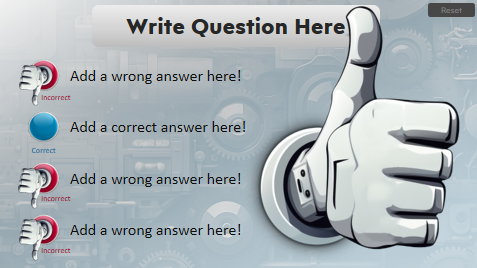 Reset
Write Question Here
Add a wrong answer here!
Incorrect
Add a correct answer here!
Correct
Add a wrong answer here!
Incorrect
Add a wrong answer here!
Incorrect